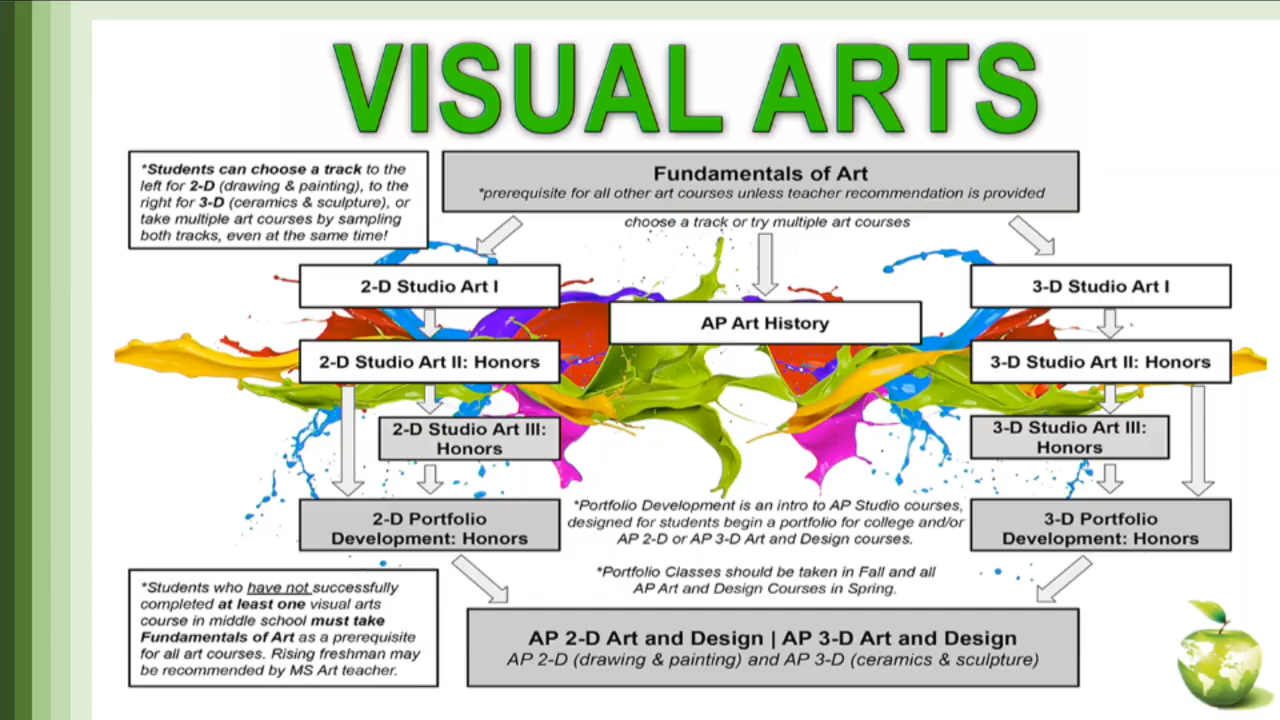 VISUAL ARTS
*Students can choose a track to the
left for 2-D (drawing & painting), to the
right for 3-D (ceramics & sculpture), or
take multiple art courses by sampling
both tracks, even at the same time!
Fundamentals of Art
*prerequisite for all other art courses unless teacher recommendation is provided
choose a track or try multiple art courses
2-D Studio Art I
3-D Studio Art I
AP Art History
2-D Studio Art II: Honors
3-D Studio Art II: Honors
2-D Studio Art III:
Honors
3-D Studio Art III:
Honors
2-D Portfolio
Development: Honors
*Portfolio Development is an intro to AP Studio courses,
designed for students begin a portfolio for college and/or
AP 2-D or AP 3-D Art and Design courses.
3-D Portfolio
Development: Honors
*Portfolio Classes should be taken in Fall and all
AP Art and Design Courses in Spring.
*Students who have not successfully
completed at least one visual arts
course in middle school must take
Fundamentals of Art as a prerequisite
for all art courses. Rising freshman may
be recommended by MS Art teacher.
AP 2-D Art and Design | AP 3-D Art and Design
AP 2-D (drawing & painting) and AP 3-D (ceramics & sculpture)